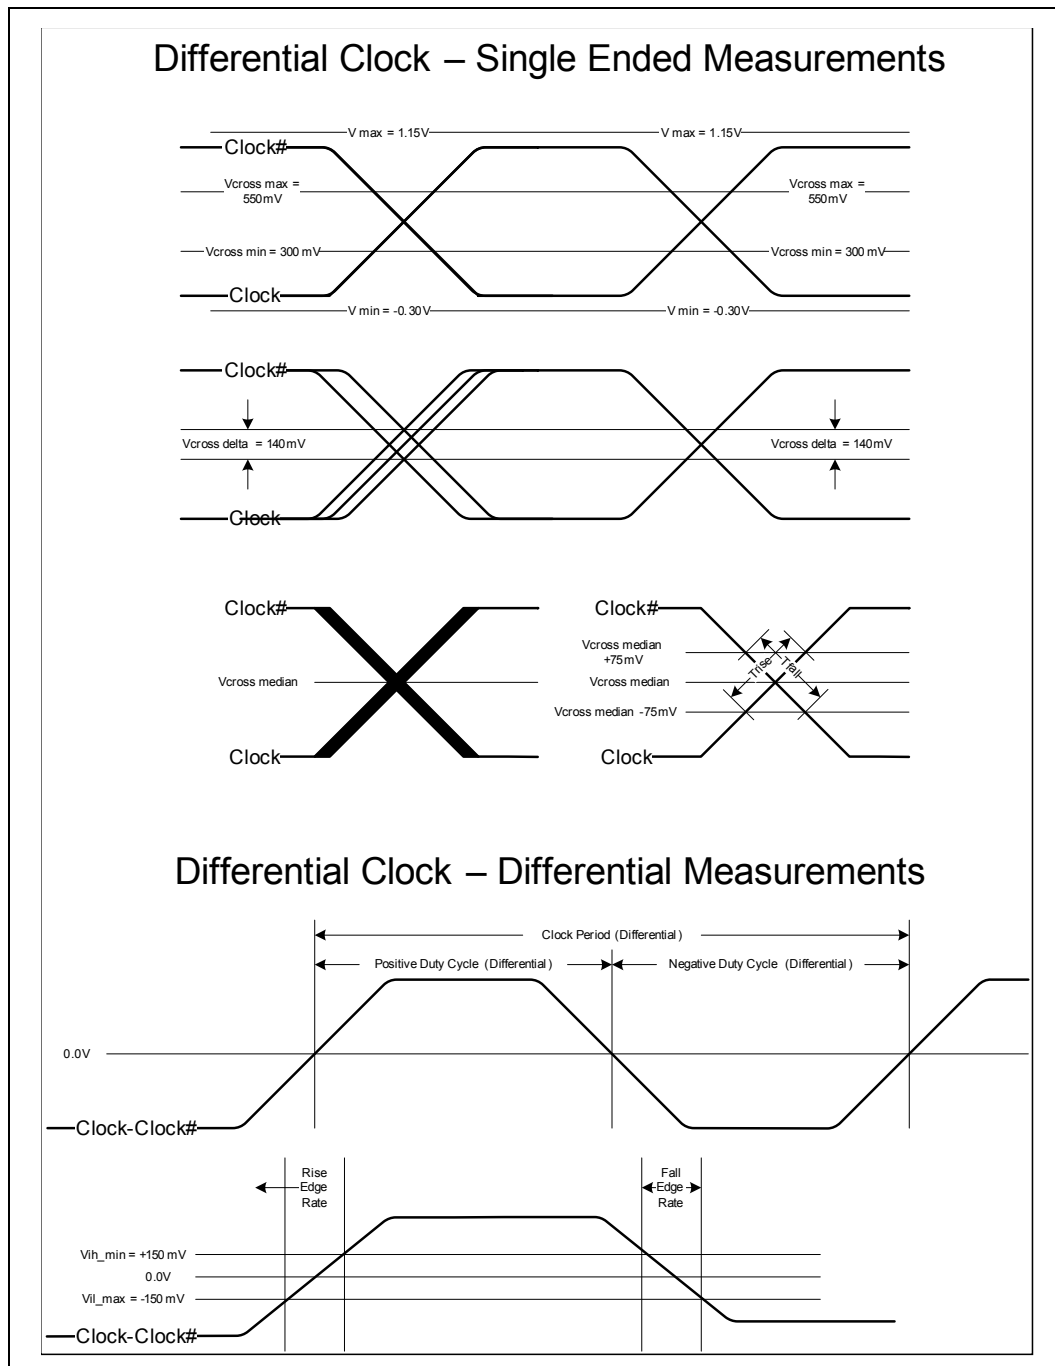 Differential Clock – Single Ended Measurements
V max = 1.15V
V max = 1.15V
Clock#
Vcross max =
550mV
Vcross max =
550mV
Vcross min = 300 mV
Vcross min = 300 mV
Clock
V min = -0.30V
V min = -0.30V
Clock#
Vcross delta = 140mV
Vcross delta = 140mV
Clock
Clock#
Vcross median
Clock
Clock#
Vcross median
+75mV
Vcross median
Vcross median -75mV
Trise
Tfall
Clock
Differential Clock – Differential Measurements
Clock Period (Differential)
Positive Duty Cycle (Differential)
Negative Duty Cycle (Differential)
0.0V
Clock-Clock#
Rise
Edge
Rate
Fall
Edge
Rate
Vih_min = +150 mV
0.0V
Vil_max = -150 mV
Clock-Clock#